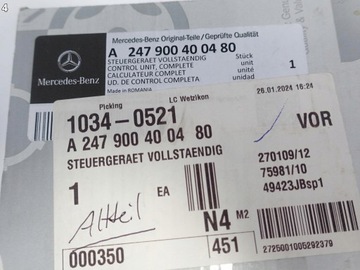 4
Mercedes-Benz Original-Teile / Geprüfte Qualität
A 247 900 40 04 80
STEUERGERAET VOLLSTAENDIG
CONTROL UNIT, COMPLETE
CALCULATEUR COMPLET
UD. DE CONTROL COMPLETA
Made in ROMANIA
Stück
unit
unité
unidad
1
Mercedes-Benz
Picking
LC Wetzikon
26.01.2024 16:24
1034-0521
A 247 900 40 04 80
STEUERGERAET VOLLSTAENDIG
VOR
1
EA
270109/12
75981/10
49423JBsp1
Altteil
N4 M2
000350
451
2725001005292379